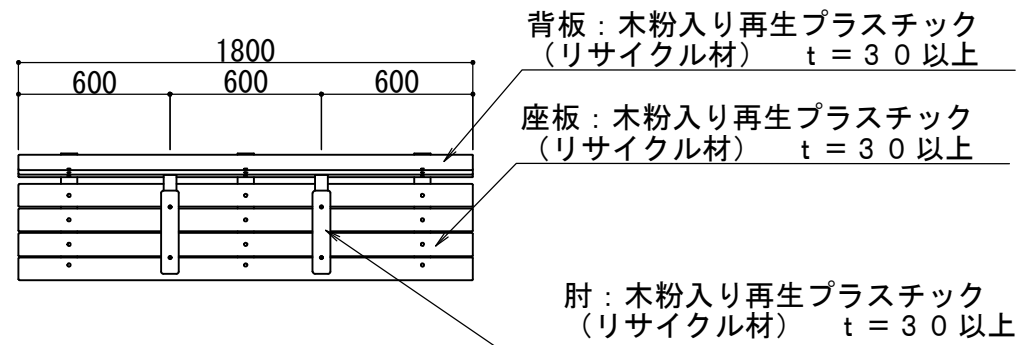 背板：木粉入り再生プラスチック
（リサイクル材）　ｔ＝３０以上
1800
600　600　600
座板：木粉入り再生プラスチック
（リサイクル材）　ｔ＝３０以上
肘：木粉入り再生プラスチック
（リサイクル材）　ｔ＝３０以上